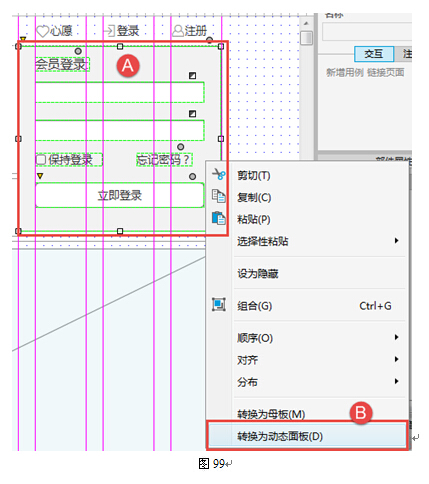 名称
心愿 登录 注册
交互 注
新增用例 链接页面
会员登录
A
保持登录 忘记密码？
立即登录
剪切(T)
复制(C)
粘贴(P)
选择性粘贴
设为隐藏
组合(G) Ctrl+G
顺序(O)
对齐
分布
转换为母板(M)
B
转换为动态面板(D)
图 99